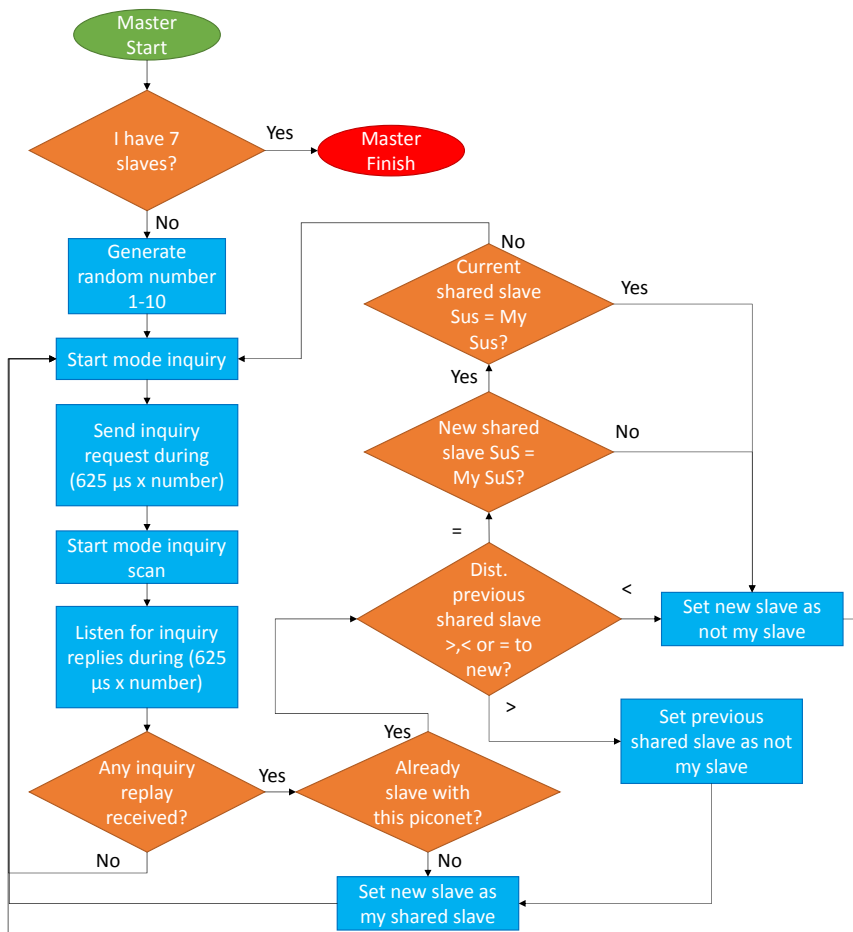 Master
Start
I have 7
slaves?
Yes
Master
Finish
No
Generate
random number
1-10
Start mode inquiry
Send inquiry
request during
(625 µs x number)
Start mode inquiry
scan
Listen for inquiry
replies during (625
µs x number)
Any inquiry
replay
received?
Yes
No
Already
slave with
this piconet?
Yes
No
Set new slave as
my shared slave
Dist.
previous
shared slave
>,< or = to
new?
=
<
>
New shared
slave SuS =
My SuS?
Yes
No
Current
shared slave
Sus = My
Sus?
No
Yes
Set new slave as
not my slave
Set previous
shared slave as not
my slave